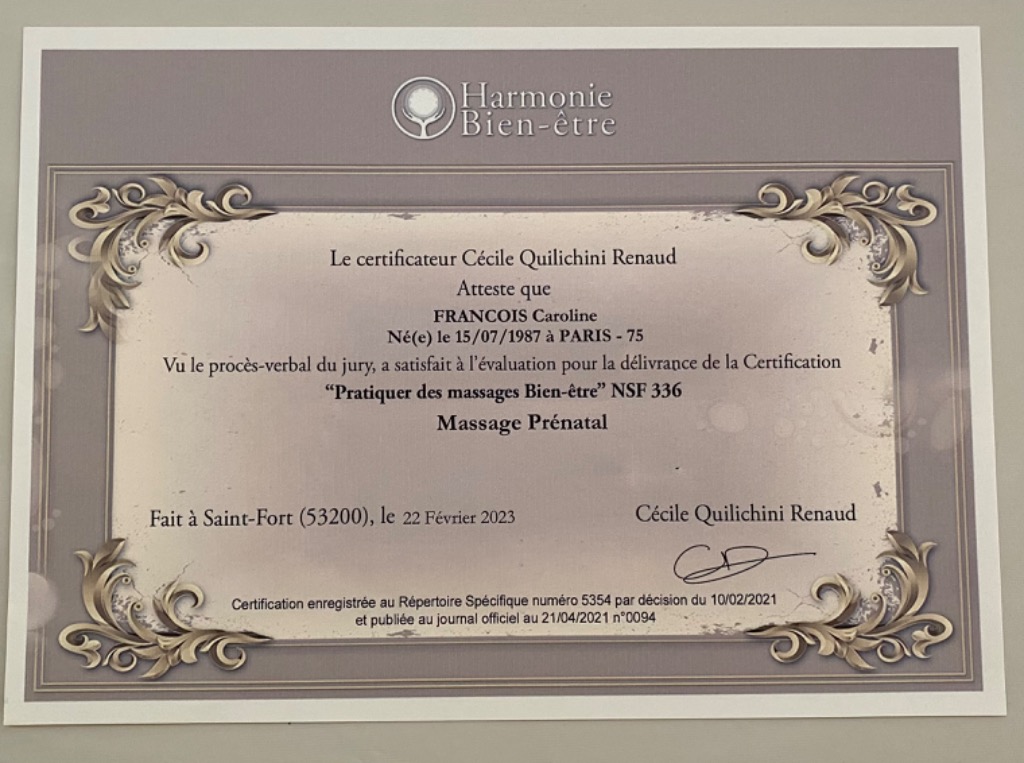 Harmonie
Bien-être
Le certificateur Cécile Quilichini Renaud
Atteste que
FRANCOIS Caroline
Né(e) le 15/07/1987 à PARIS - 75
Vu le procès-verbal du jury, a satisfait à l'évaluation pour la délivrance de la Certification
“Pratiquer des massages Bien-être” NSF 336
Massage Prénatal
Fait à Saint-Fort (53200), le 22 Février 2023
Cécile Quilichini Renaud
Certification enregistrée au Répertoire Spécifique numéro 5354 par décision du 10/02/2021
et publiée au journal officiel au 21/04/2021 n°0094